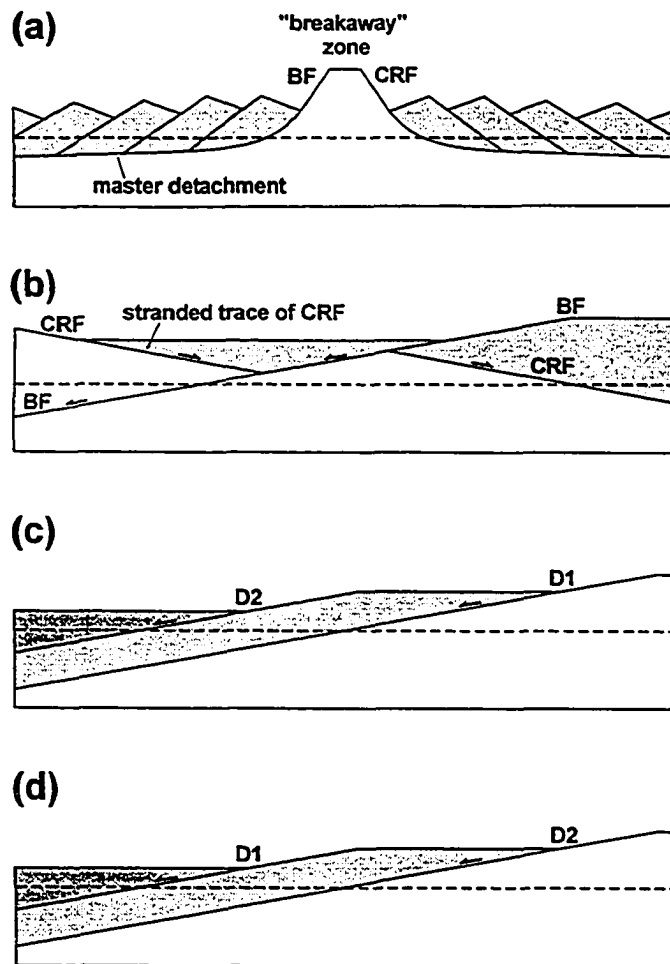 (a)
"breakaway"
zone
BF CRF
master detachment
(b)
CRF stranded trace of CRF BF
CRF
BF
(c)
D2 D1
(d)
D1 D2